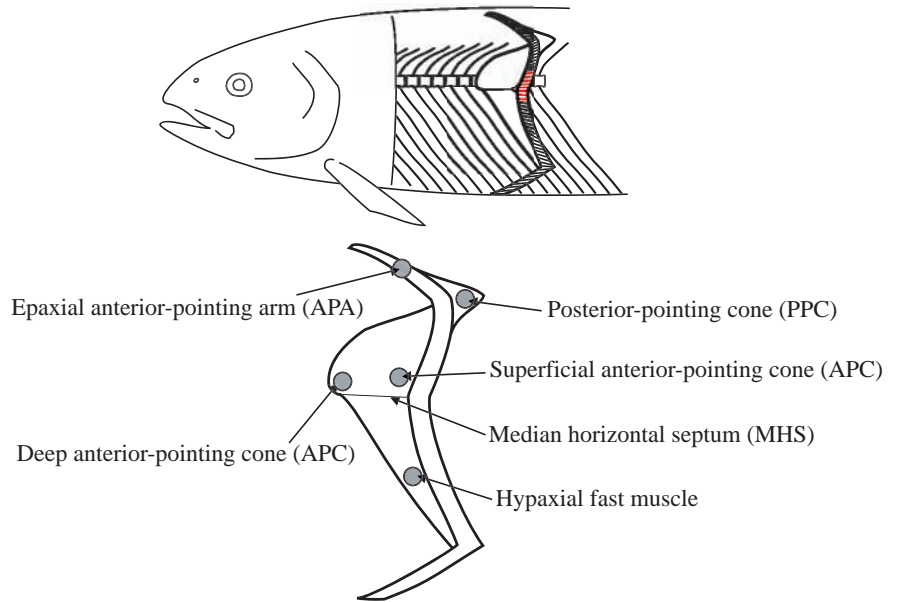 Epaxial anterior-pointing arm (APA)
Posterior-pointing cone (PPC)
Superficial anterior-pointing cone (APC)
Median horizontal septum (MHS)
Deep anterior-pointing cone (APC)
Hypaxial fast muscle